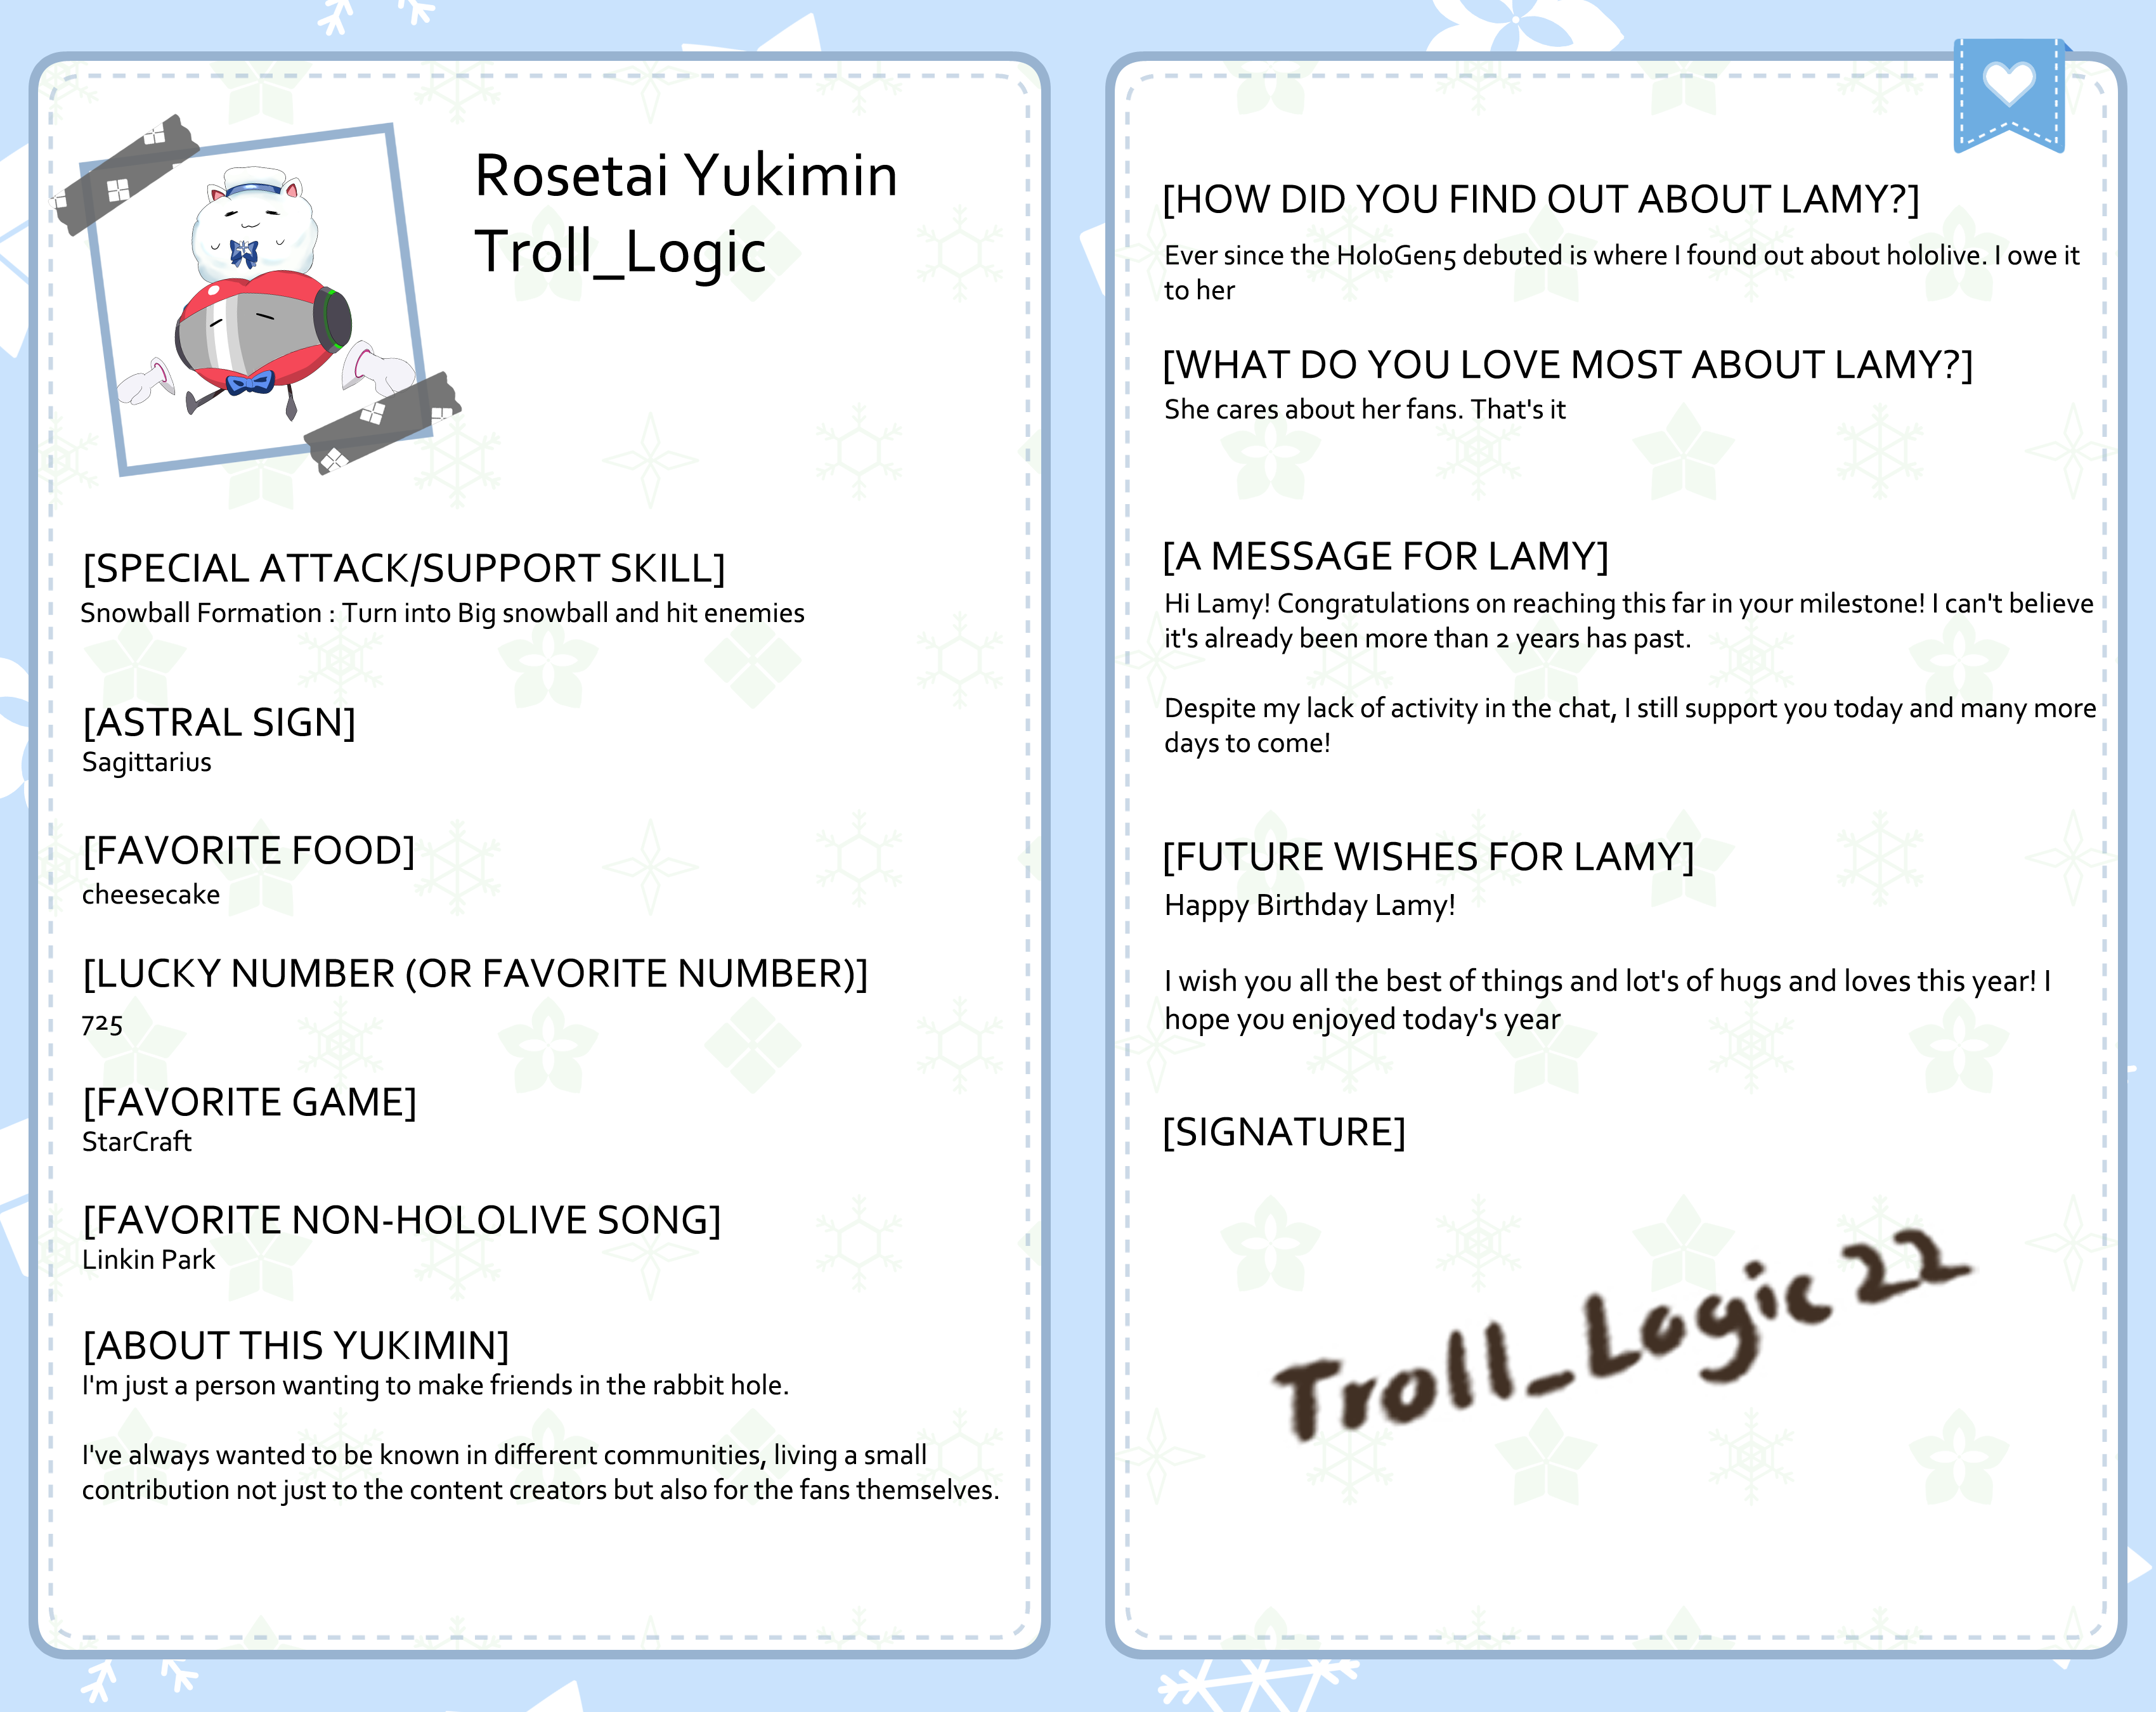 Rosetai Yukimin
Troll_Logic
[SPECIAL ATTACK/SUPPORT SKILL]
Snowball Formation : Turn into Big snowball and hit enemies
[ASTRAL SIGN]
Sagittarius
[FAVORITE FOOD]
cheesecake
[LUCKY NUMBER (OR FAVORITE NUMBER)]
725
[FAVORITE GAME]
StarCraft
[FAVORITE NON-HOLOLIVE SONG]
Linkin Park
[ABOUT THIS YUKIMIN]
I'm just a person wanting to make friends in the rabbit hole.
I've always wanted to be known in different communities, living a small
contribution not just to the content creators but also for the fans themselves.
[HOW DID YOU FIND OUT ABOUT LAMY?]
Ever since the HoloGen5 debuted is where I found out about hololive. I owe it
to her
[WHAT DO YOU LOVE MOST ABOUT LAMY?]
She cares about her fans. That's it
[A MESSAGE FOR LAMY]
Hi Lamy! Congratulations on reaching this far in your milestone! I can't believe
it's already been more than 2 years has past.
Despite my lack of activity in the chat, I still support you today and many more
days to come!
[FUTURE WISHES FOR LAMY]
Happy Birthday Lamy!
I wish you all the best of things and lot's of hugs and loves this year! I
hope you enjoyed today's year
[SIGNATURE]
Troll_Logic 22